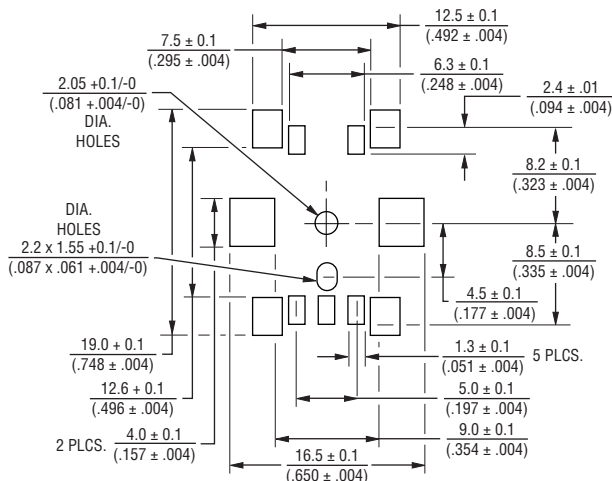 12.5 ± 0.1
(.492 ± .004)
7.5 ± 0.1
(.295 ± .004)
6.3 ± 0.1
(.248 ± .004)
2.05 +0.1/-0
(.081 +.004/-0)
DIA.
HOLES
2.4 ± .01
(.094 ± .004)
8.2 ± 0.1
(.323 ± .004)
DIA.
HOLES
2.2 x 1.55 +0.1/-0
(.087 x .061 +.004/-0)
8.5 ± 0.1
(.335 ± .004)
4.5 ± 0.1
(.177 ± .004)
19.0 + 0.1
(.748 ± .004)
1.3 ± 0.1
(.051 ± .004)
5 PLCS.
12.6 + 0.1
(.496 ± .004)
5.0 ± 0.1
(.197 ± .004)
2 PLCS.
4.0 ± 0.1
(.157 ± .004)
9.0 ± 0.1
(.354 ± .004)
16.5 ± 0.1
(.650 ± .004)